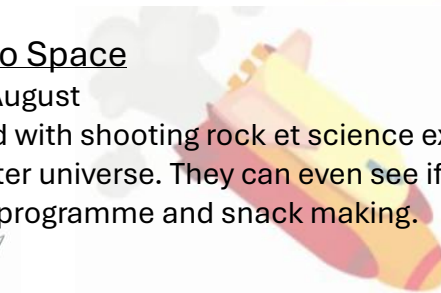 o Space
August
d with shooting rock et science ex
ter universe. They can even see if
programme and snack making.